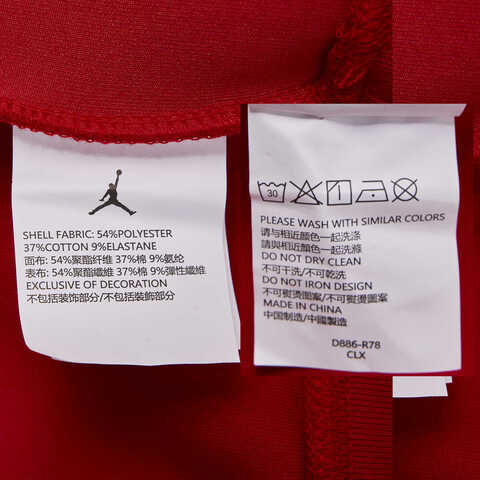 SHELL FABRIC: 54%POLYESTER
37%COTTON 9%ELASTANE
面布: 54%聚酯纤维 37%棉 9%氨纶
表布: 54%聚酯纖維 37%棉 9%彈性纖維
EXCLUSIVE OF DECORATION
不包括装饰部分/不包括裝飾部分
30
PLEASE WASH WITH SIMILAR COLORS
请与相近颜色一起洗涤
請與相近顏色一起洗滌
DO NOT DRY CLEAN
不可干洗/不可乾洗
DO NOT IRON DESIGN
不可熨烫图案/不可熨燙圖案
MADE IN CHINA
中国制造/中國製造
D886-R78
CLX